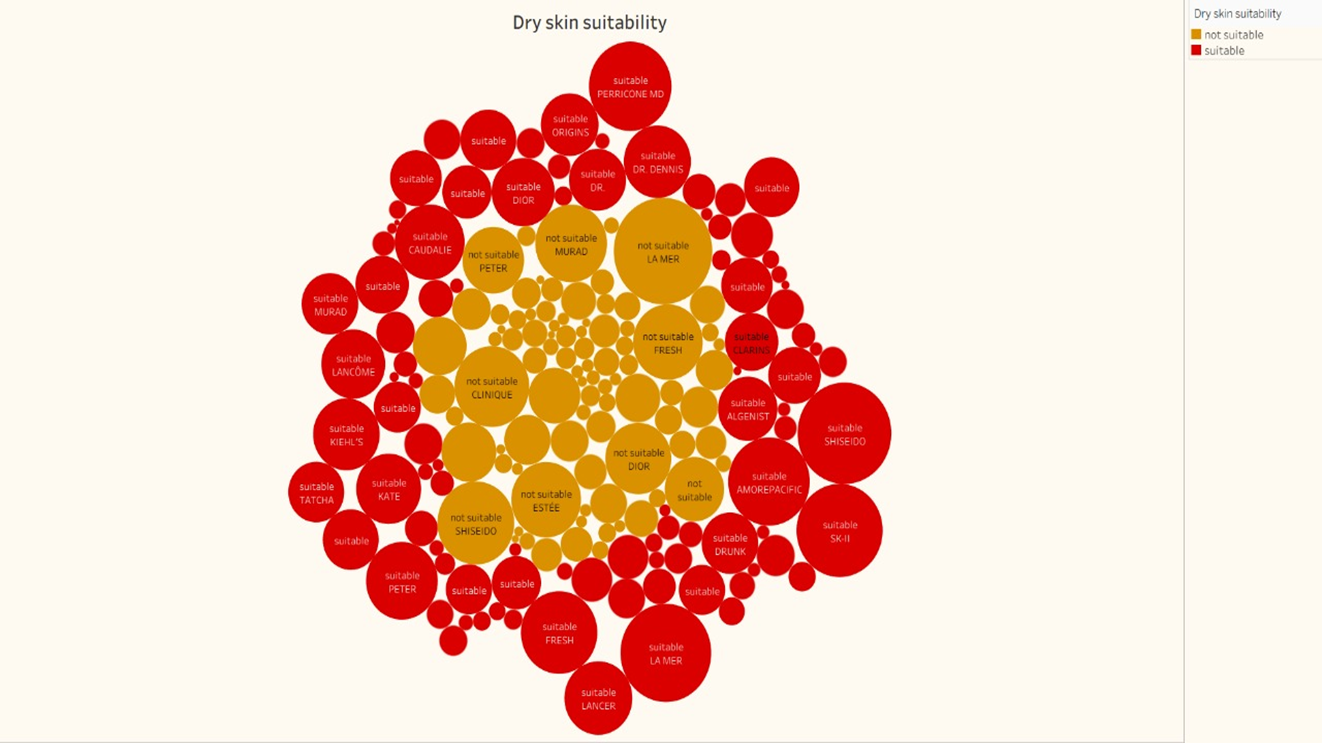 Dry skin suitability
Dry skin suitability
not suitable
suitable
suitable
PERRICONE MD
suitable
ORIGINS
suitable
suitable
DR. DENNIS
suitable
DR.
suitable
suitable
suitable
DIOR
suitable
suitable
CAUDALIE
not suitable
PETER
not suitable
MURAD
not suitable
LA MER
suitable
suitable
suitable
MURAD
suitable
LANCÔME
not suitable
FRESH
suitable
CLARINS
suitable
not suitable
CLINIQUE
suitable
suitable
ALGENIST
suitable
KIEHL'S
suitable
SHISEIDO
not suitable
DIOR
suitable
TATCHA
suitable
KATE
not suitable
ESTÉE
not
suitable
suitable
AMOREPACIFIC
not suitable
SHISEIDO
suitable
SK-II
suitable
suitable
DRUNK
suitable
PETER
suitable
suitable
suitable
suitable
FRESH
suitable
LA MER
suitable
LANCER